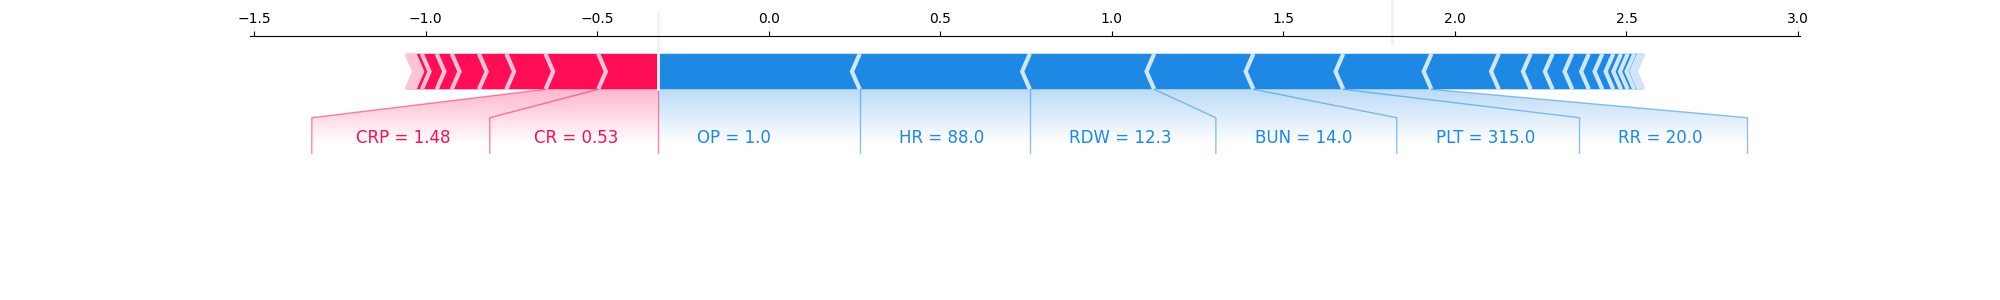 −1.5 −1.0 −0.5 0.0 0.5 1.0 1.5 2.0 2.5 3.0
CRP = 1.48 CR = 0.53 OP = 1.0 HR = 88.0 RDW = 12.3 BUN = 14.0 PLT = 315.0 RR = 20.0